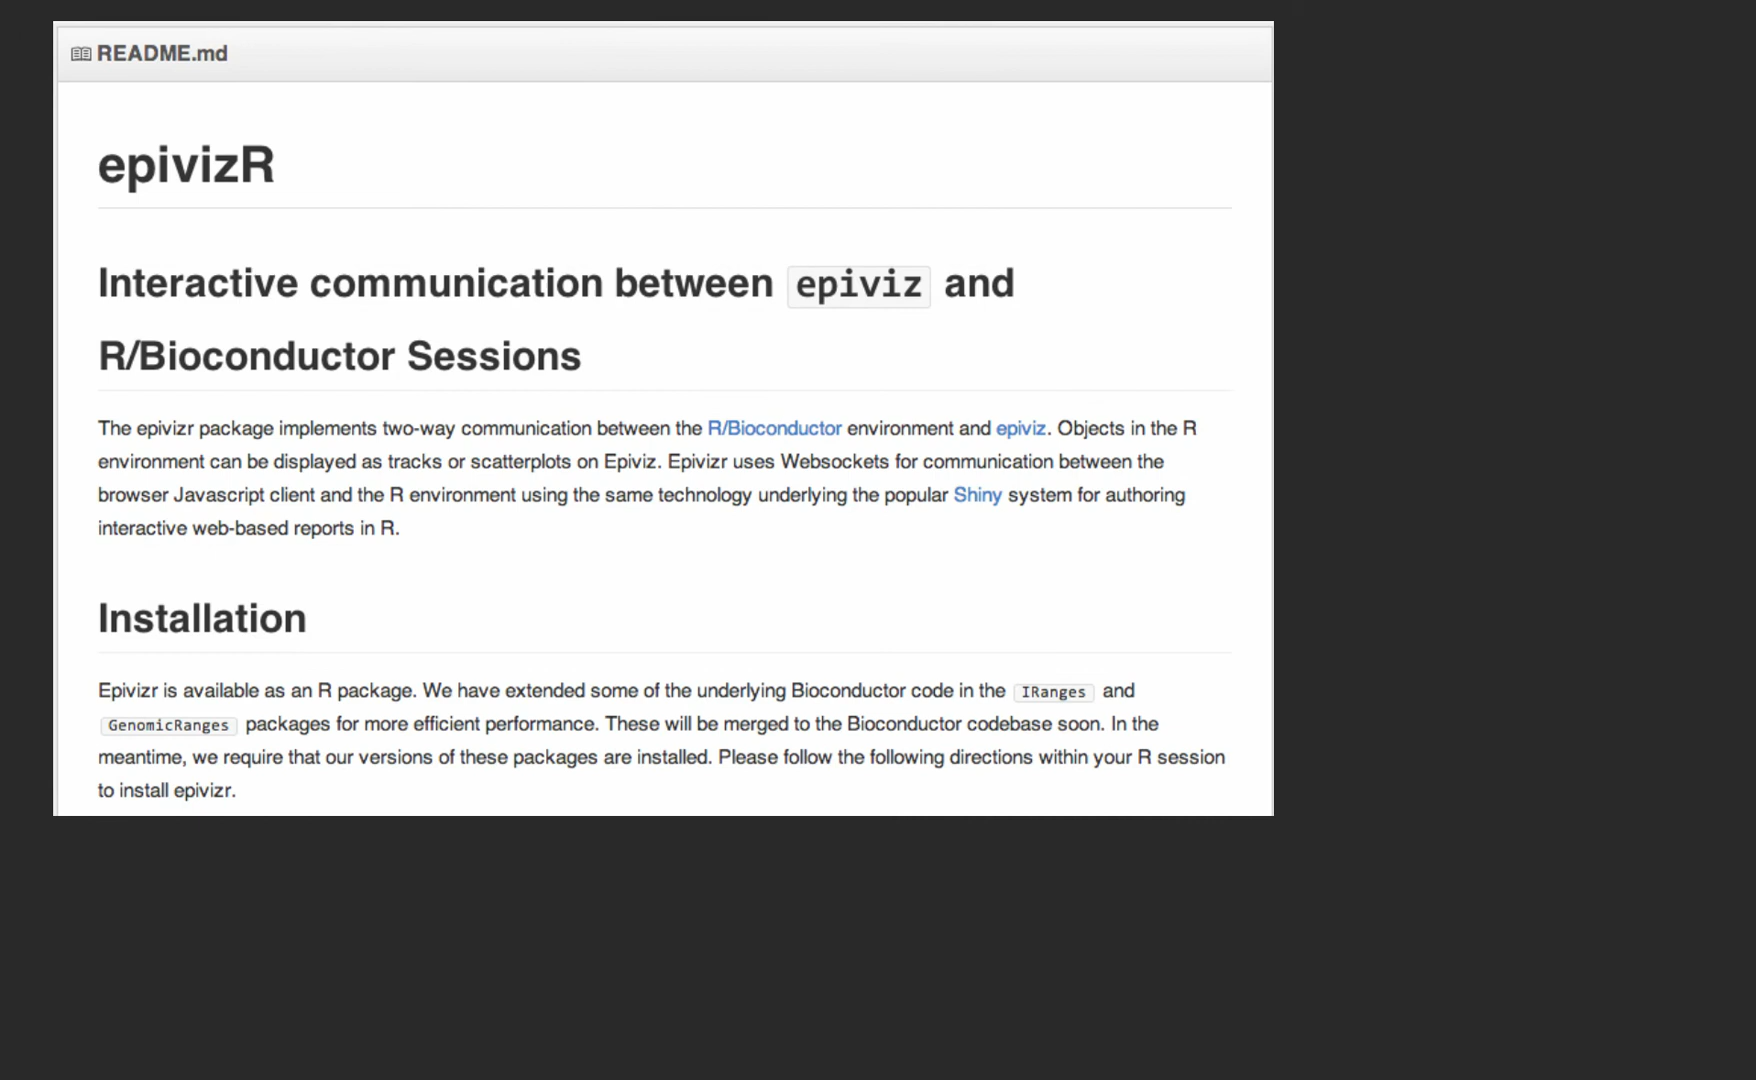 README.md
epivizR
Interactive communication between epiviz and
R/Bioconductor Sessions
The epivizr package implements two-way communication between the R/Bioconductor environment and epiviz. Objects in the R
environment can be displayed as tracks or scatterplots on Epiviz. Epivizr uses Websockets for communication between the
browser Javascript client and the R environment using the same technology underlying the popular Shiny system for authoring
interactive web-based reports in R.
Installation
Epivizr is available as an R package. We have extended some of the underlying Bioconductor code in the IRanges and
GenomicRanges packages for more efficient performance. These will be merged to the Bioconductor codebase soon. In the
meantime, we require that our versions of these packages are installed. Please follow the following directions within your R session
to install epivizr.